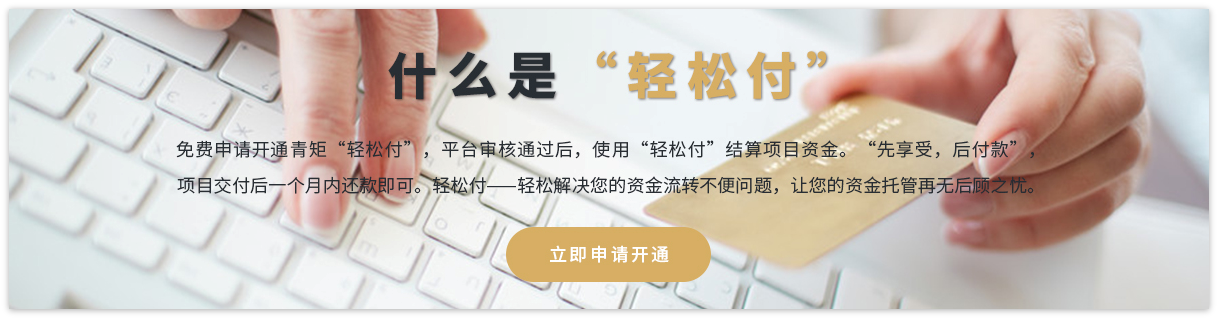 什么是“轻松付”
免费申请开通青矩“轻松付”，平台审核通过后，使用“轻松付”结算项目资金。“先享受，后付款”，
项目交付后一个月内还款即可。轻松付——轻松解决您的资金流转不便问题，让您的资金托管再无后顾之忧。
立即申请开通